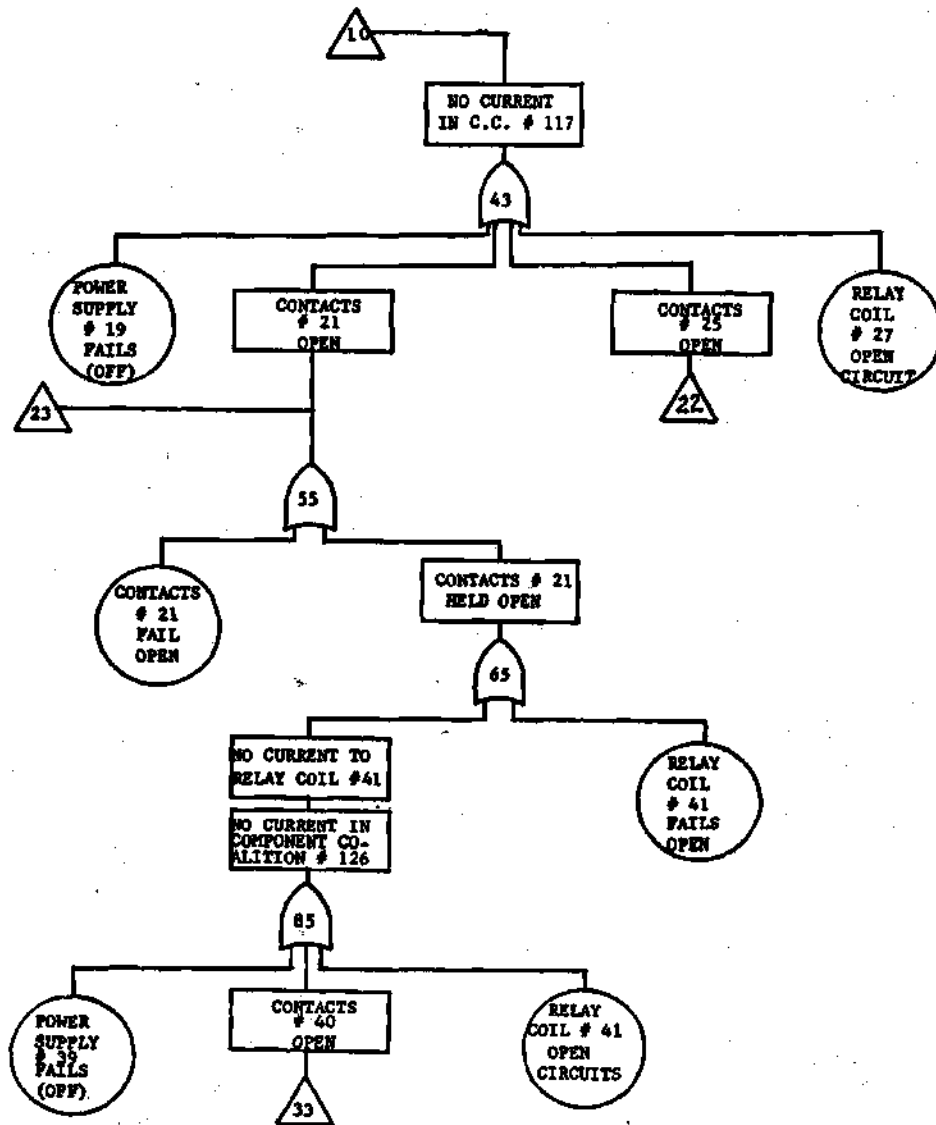 10
NO CURRENT
IN C.C. # 117
43
POWER
SUPPLY
# 19
FAILS
(OFF)
CONTACTS
# 21
OPEN
CONTACTS
# 25
OPEN
RELAY
COIL
# 27
OPEN
CIRCUIT
23
22
55
CONTACTS
# 21
FAIL
OPEN
CONTACTS # 21
HELD OPEN
65
NO CURRENT TO
RELAY COIL #41
NO CURRENT IN
COMPONENT CO-
ALITION # 126
RELAY
COIL
# 41
FAILS
OPEN
85
POWER
SUPPLY
# 39
FAILS
(OFF)
CONTACTS
# 40
OPEN
RELAY
COIL # 41
OPEN
CIRCUITS
33